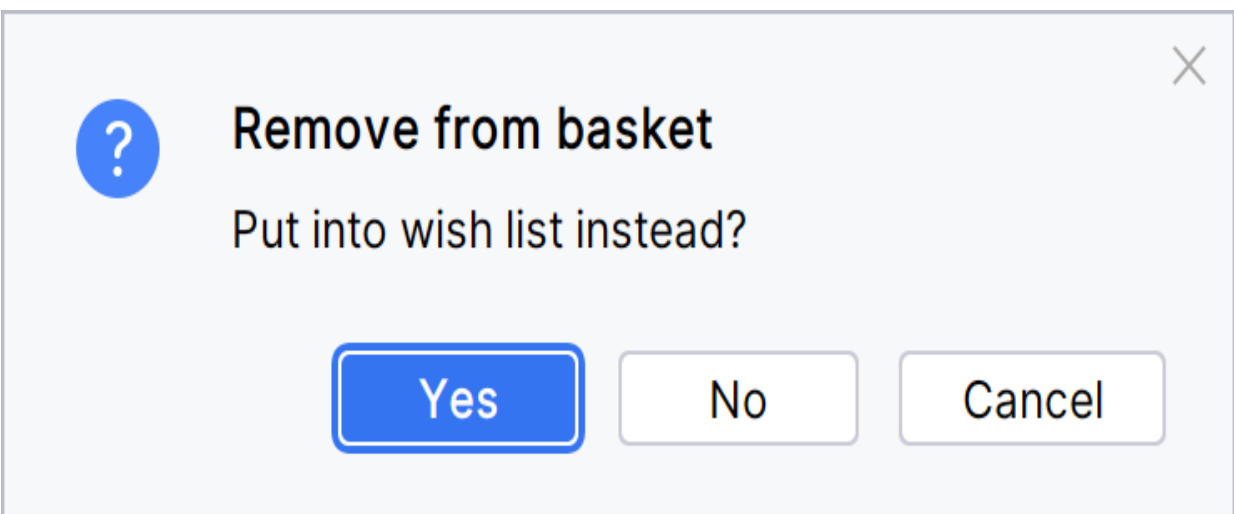 Remove from basket
Put into wish list instead?
Yes No Cancel